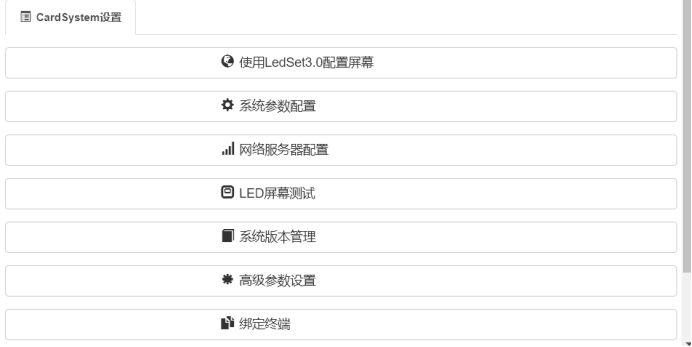 CardSystem设置
使用LedSet3.0配置屏幕
系统参数配置
网络服务器配置
LED屏幕测试
系统版本管理
高级参数设置
绑定终端